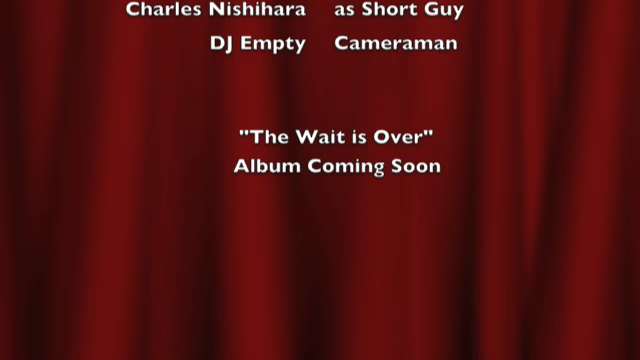 Charles Nishihara as Short Guy
DJ Empty Cameraman
"The Wait is Over"
Album Coming Soon